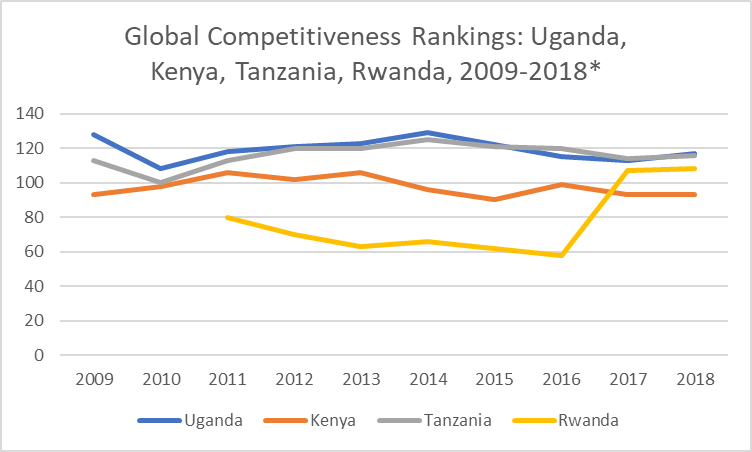 Global Competitiveness Rankings: Uganda,
Kenya, Tanzania, Rwanda, 2009-2018*
140
120
100
80
60
40
20
0
2009 2010 2011 2012 2013 2014 2015 2016 2017 2018
Uganda Kenya Tanzania Rwanda